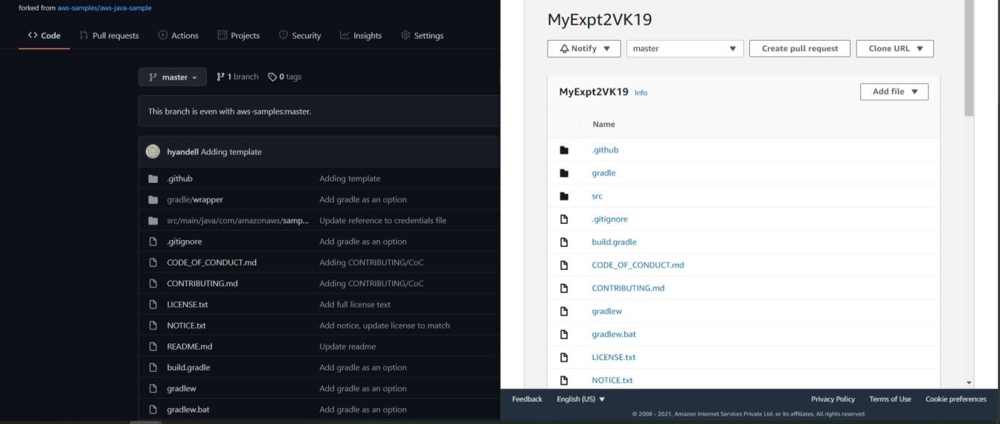 forked from aws-samples/aws-java-sample
Code Pull requests Actions Projects Security Insights Settings
master 1 branch 0 tags
This branch is even with aws-samples:master.
hyandell Adding template
.github Adding template
gradle/wrapper Add gradle as an option
src/main/java/com/amazonaws/samp... Update reference to credentials file
.gitignore Add gradle as an option
CODE_OF_CONDUCT.md Adding CONTRIBUTING/CoC
CONTRIBUTING.md Adding CONTRIBUTING/CoC
LICENSE.txt Add full license text
NOTICE.txt Add notice, update license to match
README.md Update readme
build.gradle Add gradle as an option
gradlew Add gradle as an option
gradlew.bat Add gradle as an option
MyExpt2VK19
Notify master Create pull request Clone URL
MyExpt2VK19 Info Add file
Name
.github
gradle
src
.gitignore
build.gradle
CODE_OF_CONDUCT.md
CONTRIBUTING.md
gradlew
gradlew.bat
LICENSE.txt
NOTICE.txt
Feedback English (US) Privacy Policy Terms of Use Cookie preferences
© 2008 - 2021, Amazon Internet Services Private Ltd. or its affiliates. All rights reserved.